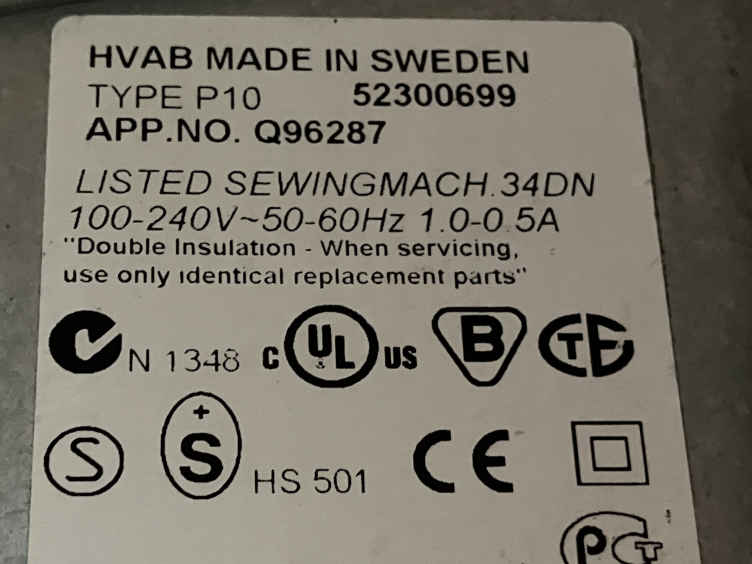 HVAB MADE IN SWEDEN
TYPE P10 52300699
APP.NO. Q96287
LISTED SEWINGMACH.34DN
100-240V~50-60Hz 1.0-0.5A
"Double Insulation - When servicing,
use only identical replacement parts"
N 1348 C UL US B
S +S HS 501 CE